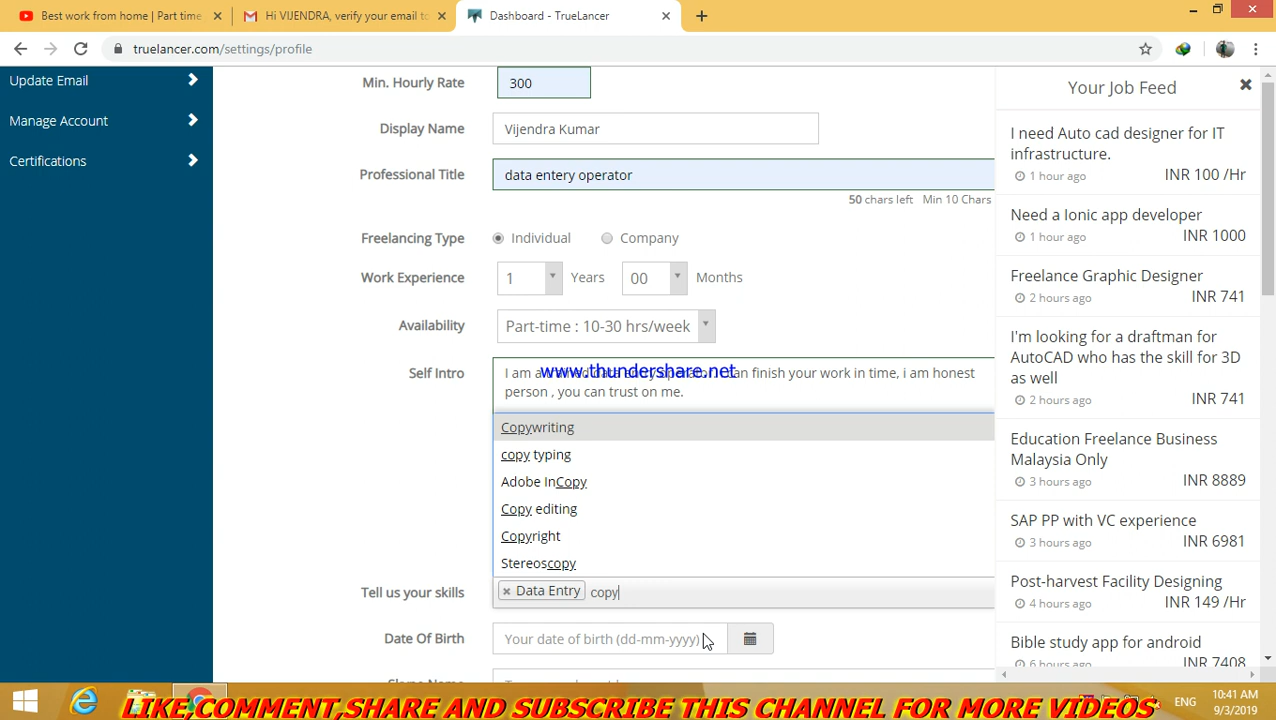 Best work from home | Part time
Hi VIJENDRA, verify your email to
Dashboard - TrueLancer
truelancer.com/settings/profile
Update Email
Manage Account
Certifications
Min. Hourly Rate
300
Display Name
Vijendra Kumar
Professional Title
data entery operator
50 chars left Min 10 Chars
Freelancing Type
Individual
Company
Work Experience
1
Years
00
Months
Availability
Part-time : 10-30 hrs/week
Self Intro
www.thundershare.net
can finish your work in time, i am honest
person , you can trust on me.
Copywriting
copy typing
Adobe InCopy
Copy editing
Copyright
Stereoscopy
Tell us your skills
Data Entry
copy
Date Of Birth
Your date of birth (dd-mm-yyyy)
Your Job Feed
I need Auto cad designer for IT
infrastructure.
1 hour ago INR 100 /Hr
Need a Ionic app developer
1 hour ago INR 1000
Freelance Graphic Designer
2 hours ago INR 741
I'm looking for a draftman for
AutoCAD who has the skill for 3D
as well
2 hours ago INR 741
Education Freelance Business
Malaysia Only
3 hours ago INR 8889
SAP PP with VC experience
3 hours ago INR 6981
Post-harvest Facility Designing
4 hours ago INR 149 /Hr
Bible study app for android
6 hours ago INR 7408
ENG
10:41 AM
9/3/2019
LIKE,COMMENT,SHARE AND SUBSCRIBE THIS CHANNEL FOR MORE VIDEOS